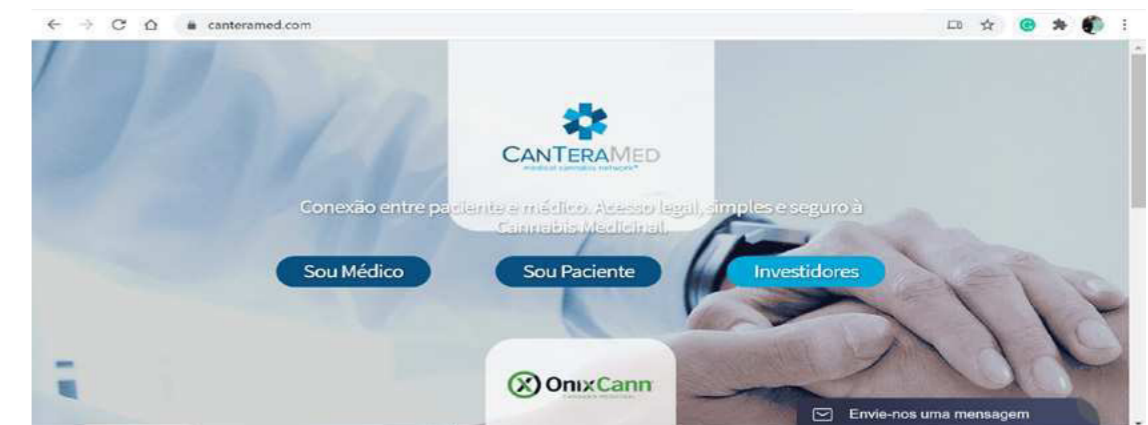 canteramed.com
CANTERAMED
medical cannabis network
Conexão entre paciente e médico. Acesso legal, simples e seguro à
Cannabis Medicinal.
Sou Médico
Sou Paciente
Investidores
OnixCann
Envie-nos uma mensagem